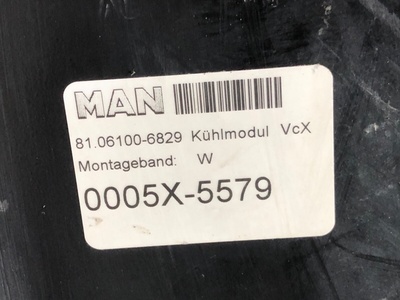 MAN
81.06100-6829 Kühlmodul VcX
Montageband: W
0005X-5579